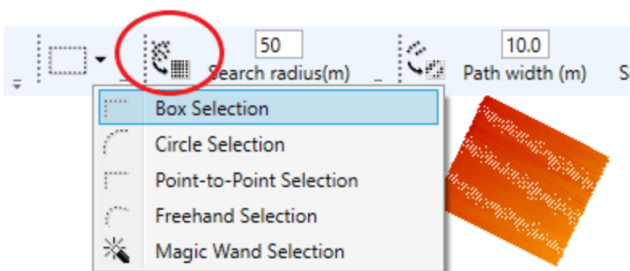 50
10.0
Search radius(m)
Path width (m)
S
Box Selection
Circle Selection
Point-to-Point Selection
Freehand Selection
Magic Wand Selection